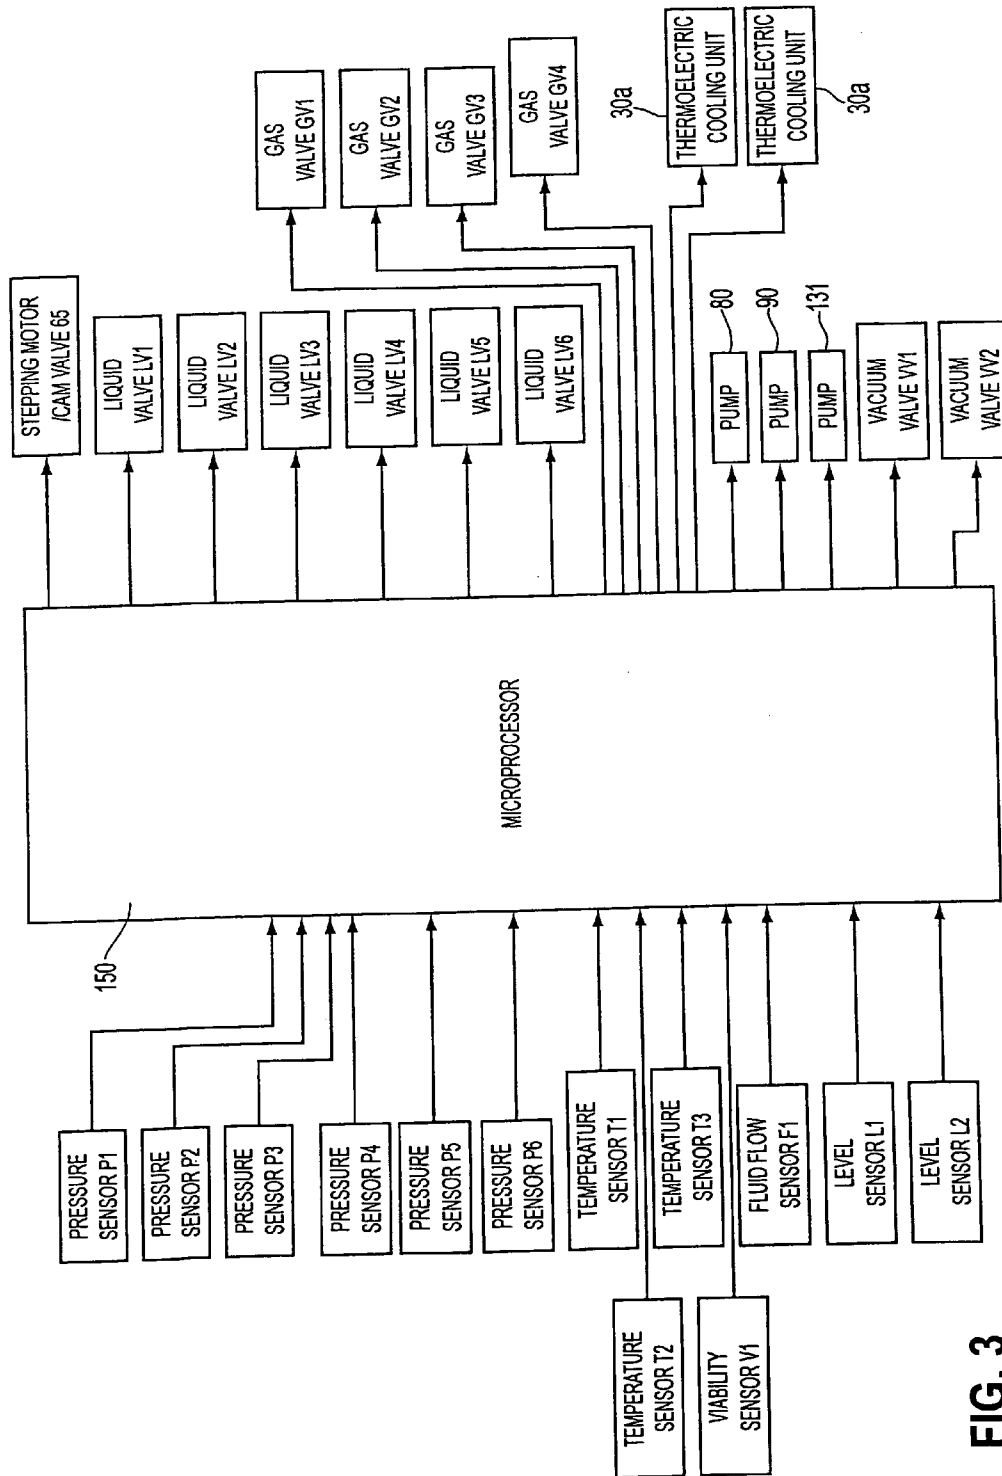 STEPPING MOTOR
/CAM VALVE 65
LIQUID
VALVE LV1
LIQUID
VALVE LV2
LIQUID
VALVE LV3
LIQUID
VALVE LV4
LIQUID
VALVE LV5
LIQUID
VALVE LV6
GAS
VALVE GV1
GAS
VALVE GV2
GAS
VALVE GV3
GAS
VALVE GV4
30a
THERMOELECTRIC
COOLING UNIT
THERMOELECTRIC
COOLING UNIT
30a
PUMP
80
PUMP
90
PUMP
131
VACUUM
VALVE VV1
VACUUM
VALVE VV2
MICROPROCESSOR
150
PRESSURE
SENSOR P1
PRESSURE
SENSOR P2
PRESSURE
SENSOR P3
PRESSURE
SENSOR P4
PRESSURE
SENSOR P5
PRESSURE
SENSOR P6
TEMPERATURE
SENSOR T1
TEMPERATURE
SENSOR T2
TEMPERATURE
SENSOR T3
VIABILITY
SENSOR V1
FLUID FLOW
SENSOR F1
LEVEL
SENSOR L1
LEVEL
SENSOR L2
FIG. 3